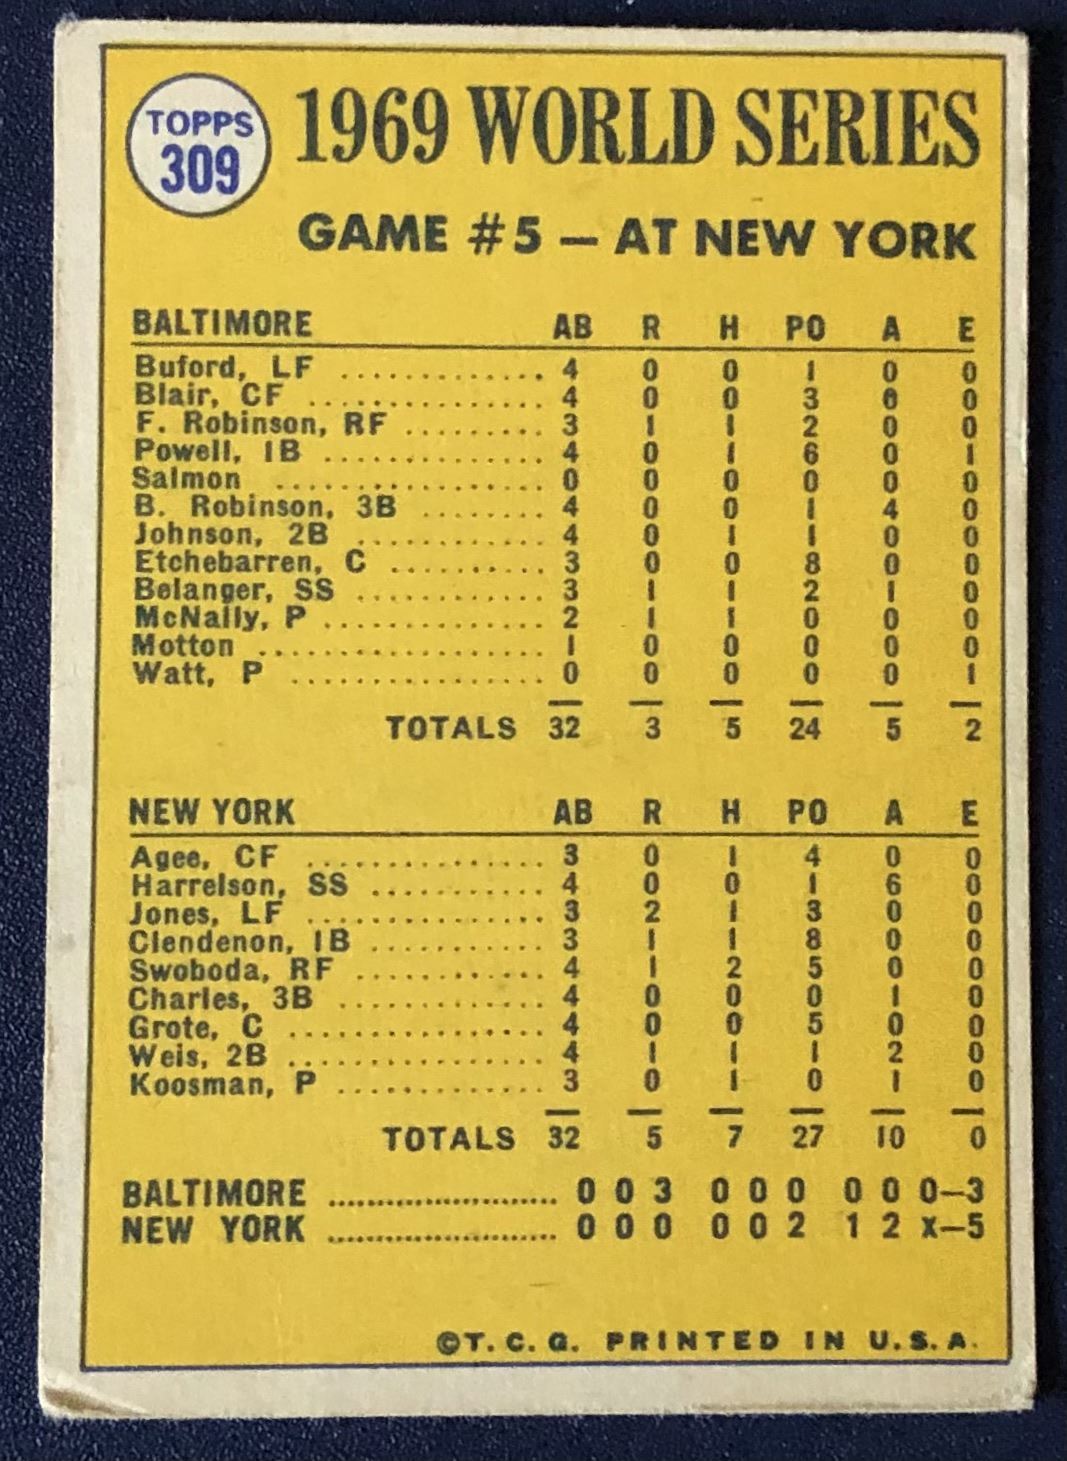 TOPPS
309
1969 WORLD SERIES
GAME #5 — AT NEW YORK
BALTIMORE AB R H PO A E
Buford, LF ............. 4 0 0 1 0 0
Blair, CF ............... 4 0 0 3 0 0
F. Robinson, RF ......... 3 1 1 2 0 0
Powell, 1B .............. 4 0 1 6 0 1
Salmon ................. 0 0 0 0 0 0
B. Robinson, 3B ........ 4 0 0 1 4 0
Johnson, 2B ............ 4 0 1 1 0 0
Etchebarren, C .......... 3 0 0 8 0 0
Belanger, SS ............ 3 1 1 2 1 0
McNally, P .............. 2 1 1 0 0 0
Motton .................. 1 0 0 0 0 0
Watt, P ................ 0 0 0 0 0 1
TOTALS 32 3 5 24 5 2
NEW YORK AB R H PO A E
Agee, CF ............... 3 0 1 4 0 0
Harrelson, SS ........... 4 0 0 1 6 0
Jones, LF ............... 3 2 1 3 0 0
Clendenon, 1B ........... 3 1 1 8 0 0
Swoboda, RF ............ 4 1 2 5 0 0
Charles, 3B ............. 4 0 0 0 1 0
Grote, C ................ 4 0 0 5 0 0
Weis, 2B ................ 4 1 1 1 2 0
Koosman, P ............. 3 0 1 0 1 0
TOTALS 32 5 7 27 10 0
BALTIMORE ........................ 0 0 3 0 0 0 0 0 0—3
NEW YORK ........................ 0 0 0 0 0 2 1 2 x—5
©T. C. G. PRINTED IN U. S. A.